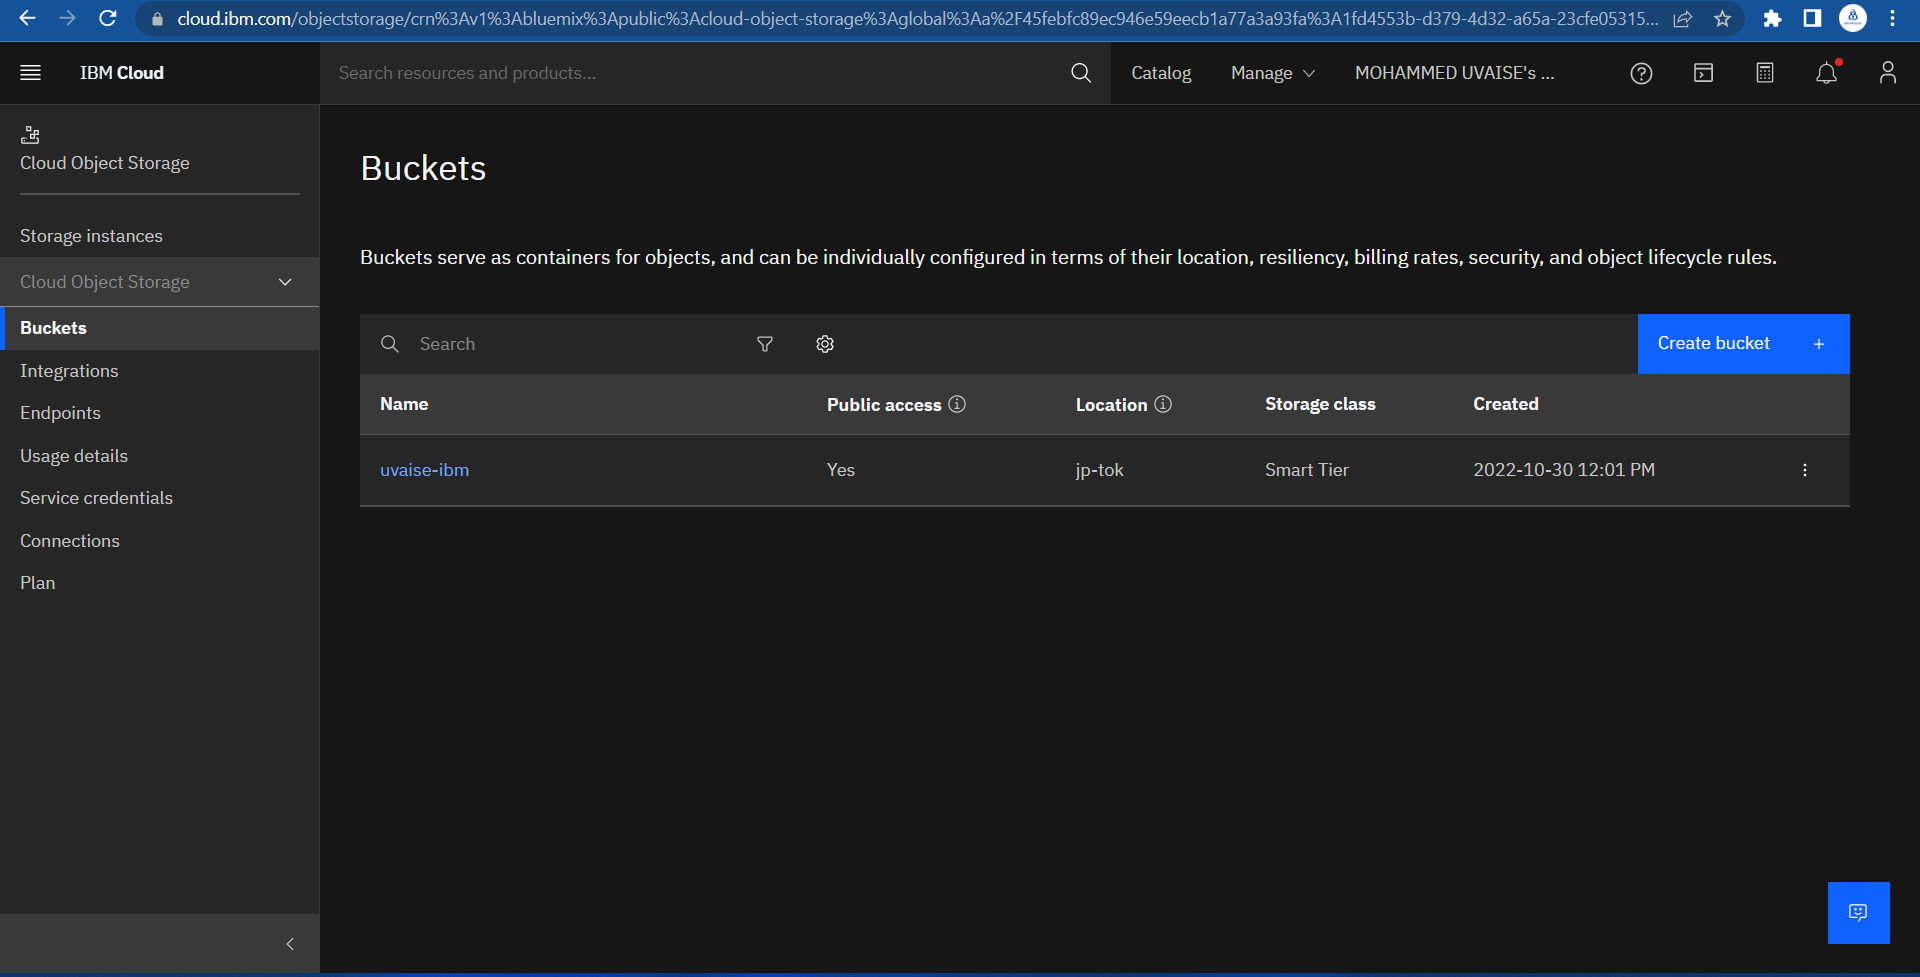 cloud.ibm.com/objectstorage/crn%3Av1%3Abluemix%3Apublic%3Acloud-object-storage%3Aglobal%3Aa%2F45febfc89ec946e59eecb1a77a3a93fa%3A1fd4553b-d379-4d32-a65a-23cfe05315...
IBM Cloud
Search resources and products...
Catalog
Manage
MOHAMMED UVAISE's ...
Cloud Object Storage
Storage instances
Cloud Object Storage
Buckets
Integrations
Endpoints
Usage details
Service credentials
Connections
Plan
Buckets
Buckets serve as containers for objects, and can be individually configured in terms of their location, resiliency, billing rates, security, and object lifecycle rules.
Search
Create bucket +
Name Public access Location Storage class Created
uvaise-ibm Yes jp-tok Smart Tier 2022-10-30 12:01 PM